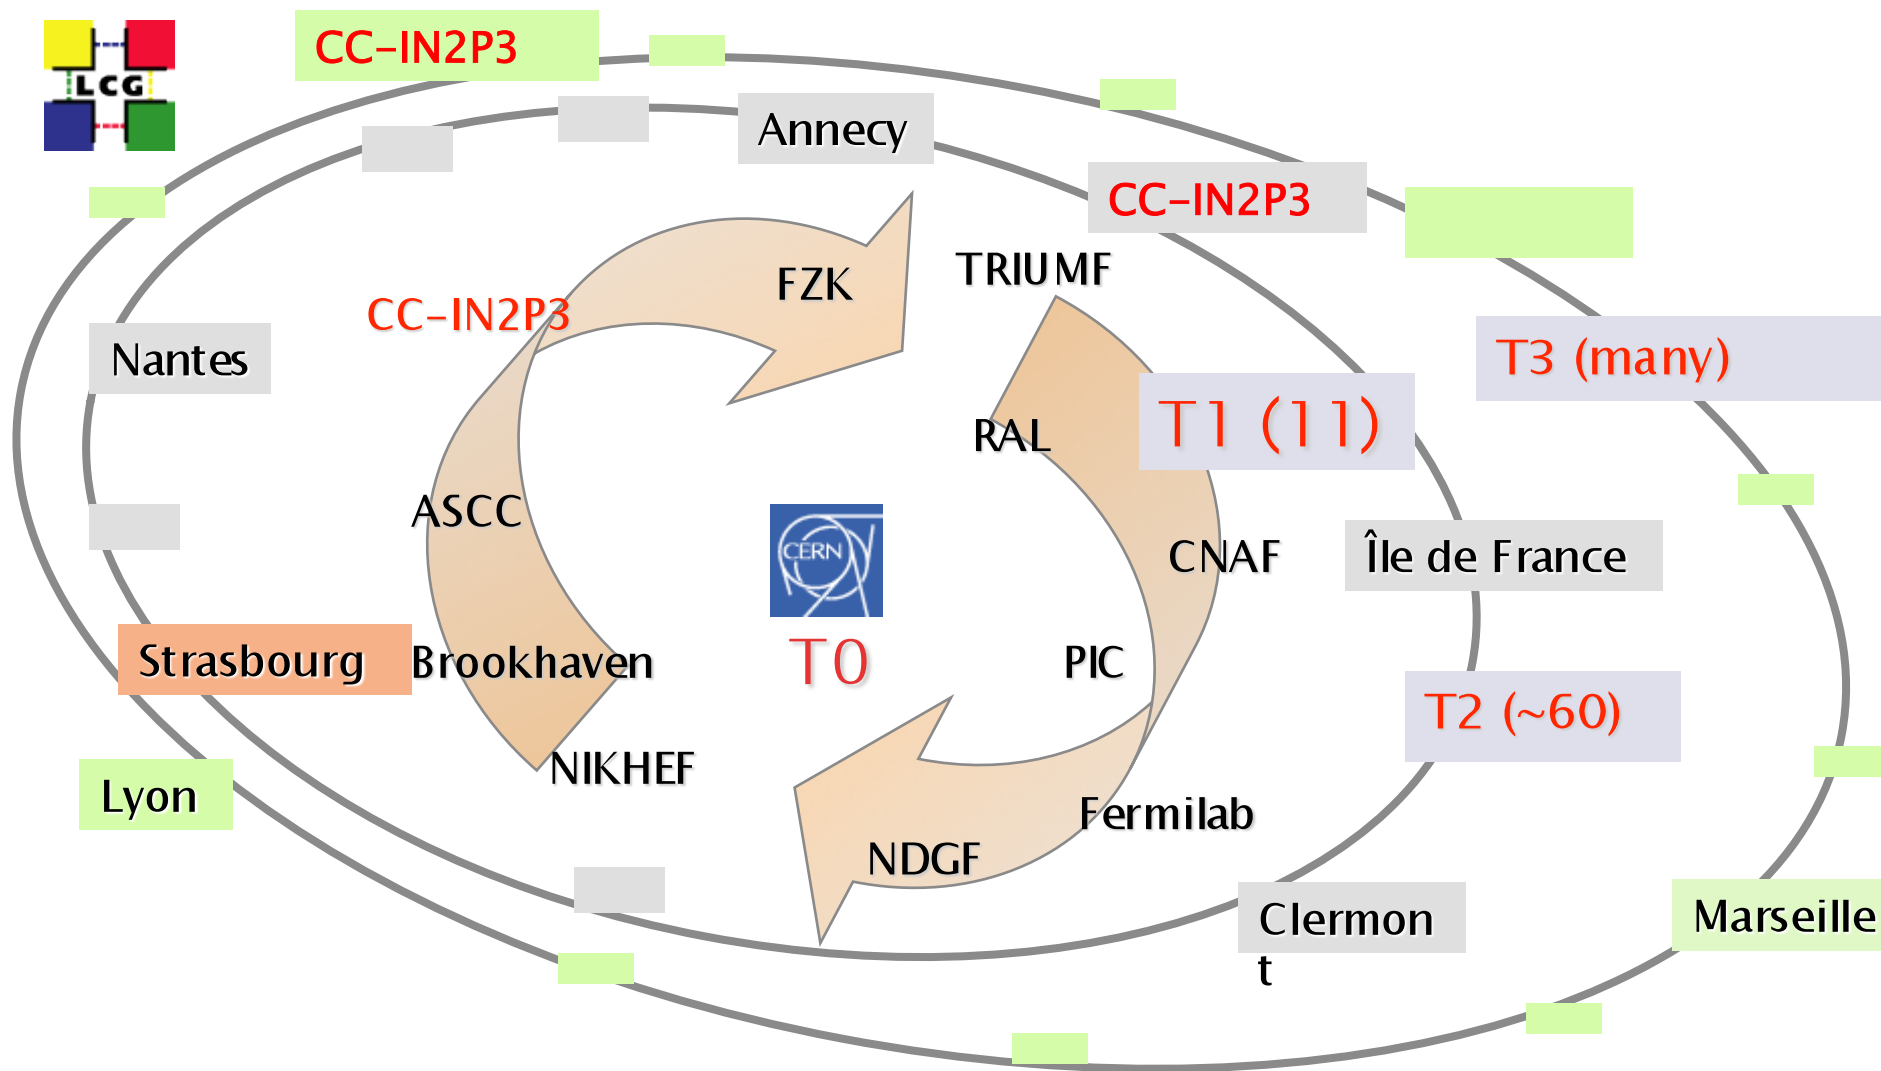 CC-IN2P3
LCG
Annecy
CC-IN2P3
TRIUMF
FZK
CC-IN2P3
Nantes
T3 (many)
T1 (11)
RAL
ASCC
CERN
CNAF
Île de France
Strasbourg
Brookhaven
T0
PIC
T2 (~60)
NIKHEF
Lyon
Fermilab
NDGF
Clermon
t
Marseille